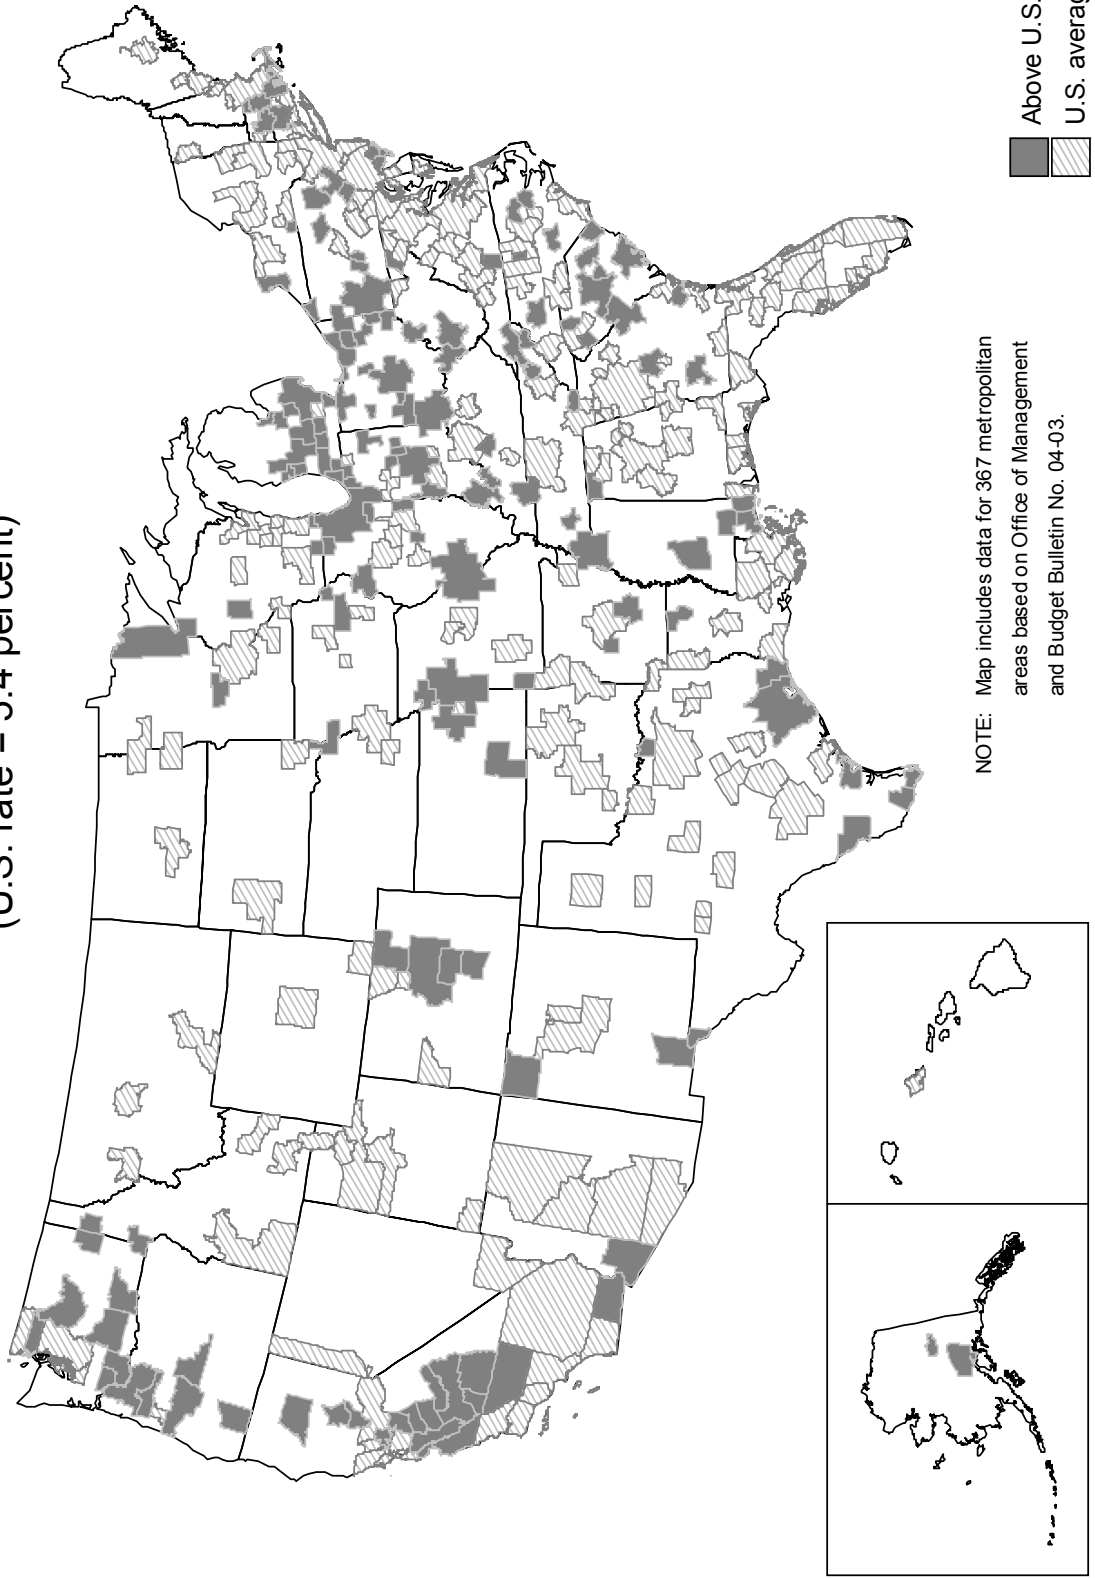 (U.S. rate = 5.4 percent)
NOTE: Map includes data for 367 metropolitan
areas based on Office of Management
and Budget Bulletin No. 04-03.
Above U.S.
U.S.